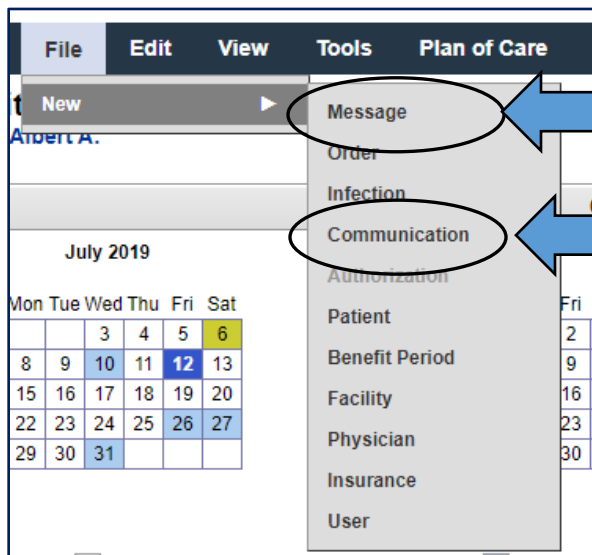 File Edit View Tools Plan of Care
New
Albert A.
Message
Order
Infection
Communication
Authorization
Patient
Benefit Period
Facility
Physician
Insurance
User
July 2019
Mon Tue Wed Thu Fri Sat
3 4 5 6
8 9 10 11 12 13
15 16 17 18 19 20
22 23 24 25 26 27
29 30 31
Fri
2
9
16
23
30